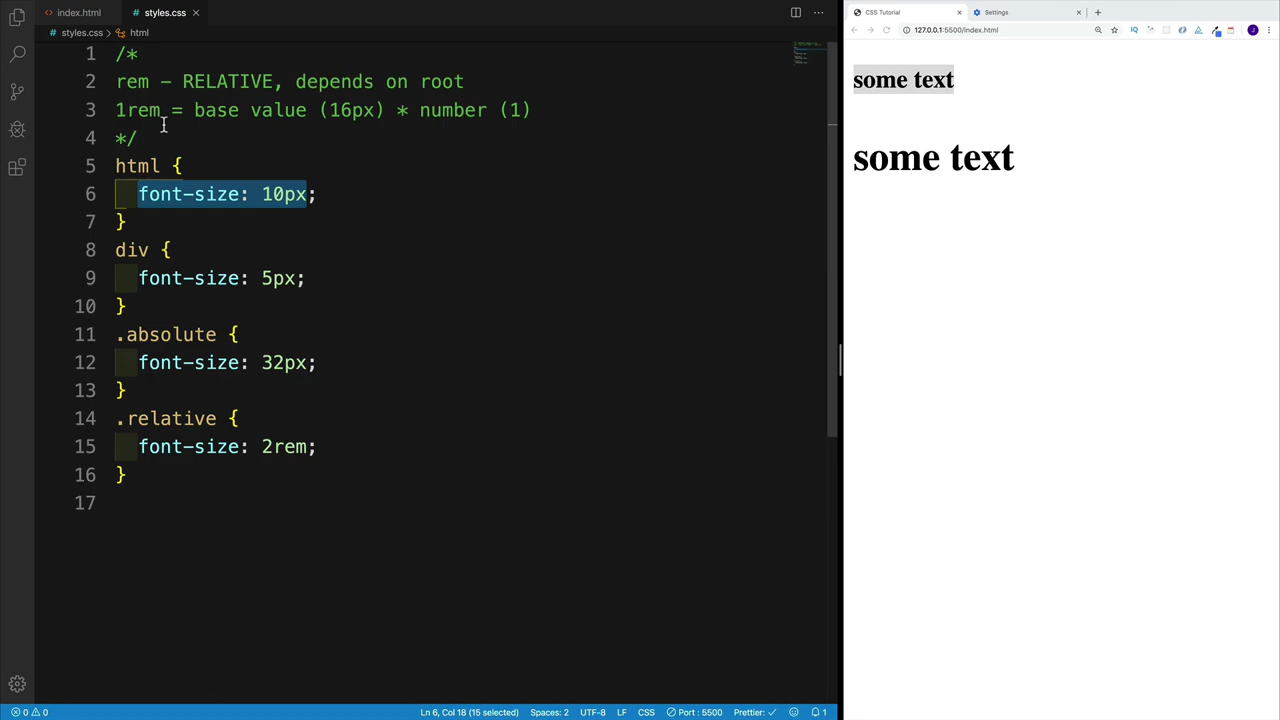 index.html
styles.css
styles.css > html
1 /*
2 rem - RELATIVE, depends on root
3 1rem = base value (16px) * number (1)
4 */
5 html {
6 font-size: 10px;
7 }
8 div {
9 font-size: 5px;
10 }
11 .absolute {
12 font-size: 32px;
13 }
14 .relative {
15 font-size: 2rem;
16 }
17
0 0
Ln 6, Col 18 (15 selected) Spaces: 2 UTF-8 LF CSS Port : 5500 Prettier: ✓ 1
CSS Tutorial
Settings
127.0.0.1:5500/index.html
IQ
J
some text
some text